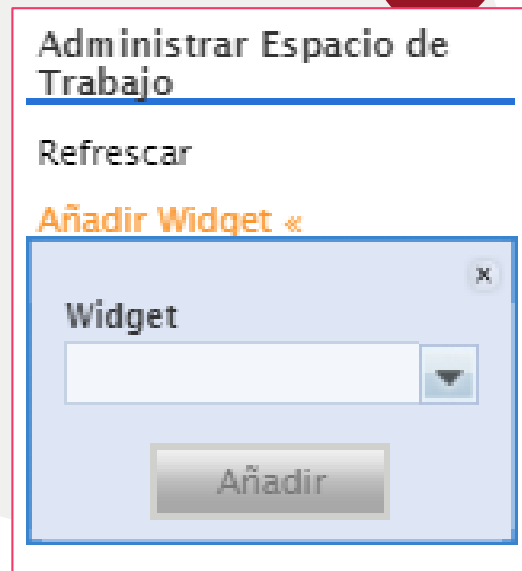 Administrar Espacio de
Trabajo
Refrescar
Añadir Widget «
x
Widget
Añadir